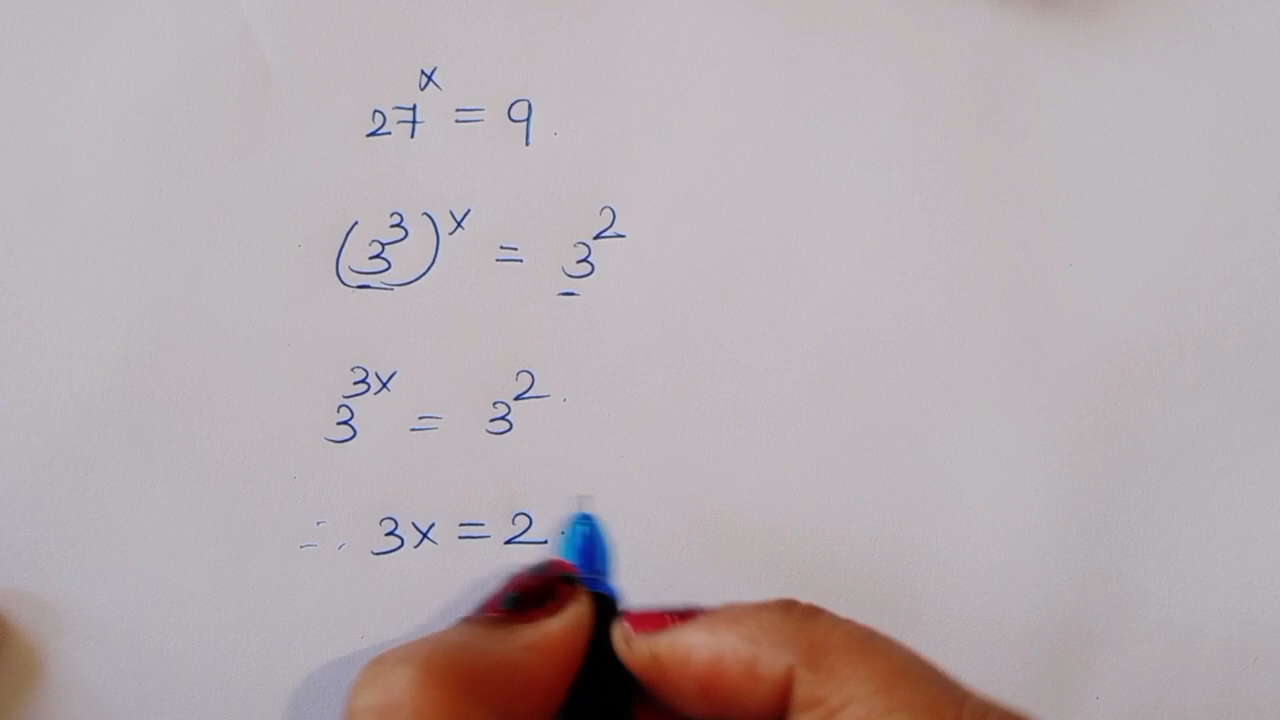 27^x = 9.
(3^3)^x = 3^2
3^{3x} = 3^2.
∴ 3x = 2.